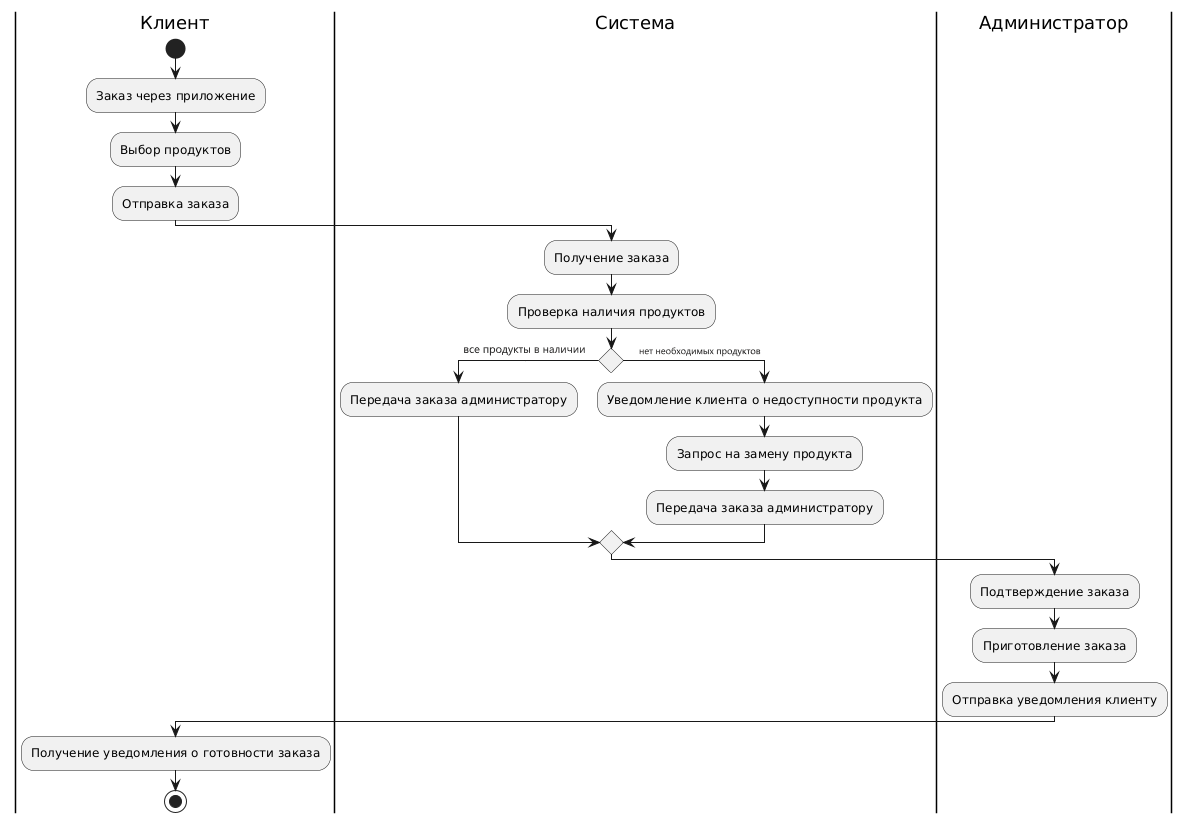 Клиент
Система
Администратор
Заказ через приложение
Выбор продуктов
Отправка заказа
Получение заказа
Проверка наличия продуктов
все продукты в наличии
нет необходимых продуктов
Передача заказа администратору
Уведомление клиента о недоступности продукта
Запрос на замену продукта
Передача заказа администратору
Подтверждение заказа
Приготовление заказа
Отправка уведомления клиенту
Получение уведомления о готовности заказа